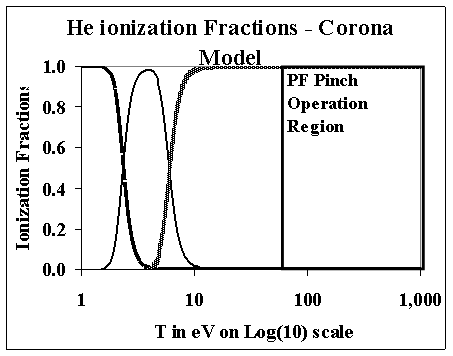 He ionization Fractions - Corona
Model
PF Pinch
Operation
Region
Ionization Fractions
1.0
0.8
0.6
0.4
0.2
0.0
1 10 100 1,000
T in eV on Log(10) scale